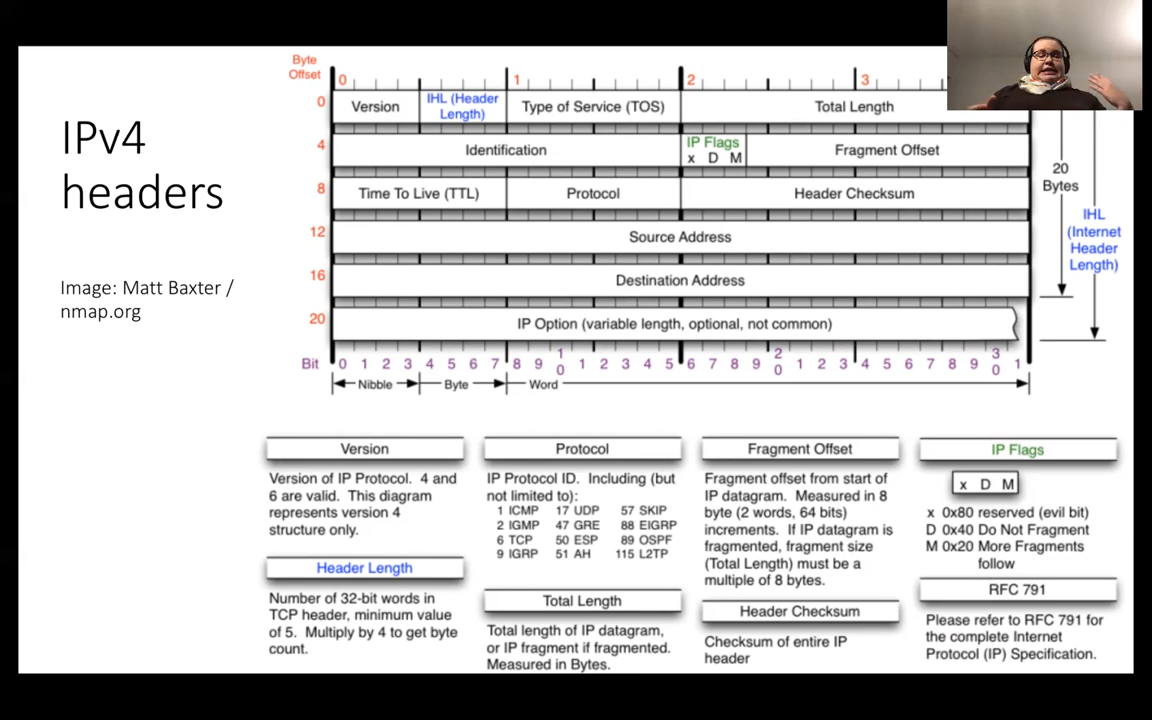 IPv4
headers
Image: Matt Baxter /
nmap.org
Byte
Offset
0 1 2 3
0 Version IHL (Header
Length) Type of Service (TOS) Total Length
4 Identification IP Flags
x D M Fragment Offset
8 Time To Live (TTL) Protocol Header Checksum
12 Source Address
16 Destination Address
20 IP Option (variable length, optional, not common)
Bit 0 1 2 3 4 5 6 7 8 9 10 1 2 3 4 5 6 7 8 9 20 1 2 3 4 5 6 7 8 9 30 1
Nibble Byte Word
20
Bytes
IHL
(Internet
Header
Length)
Version
Version of IP Protocol. 4 and
6 are valid. This diagram
represents version 4
structure only.
Header Length
Number of 32-bit words in
TCP header, minimum value
of 5. Multiply by 4 to get byte
count.
Protocol
IP Protocol ID. Including (but
not limited to):
1 ICMP 17 UDP 57 SKIP
2 IGMP 47 GRE 88 EIGRP
6 TCP 50 ESP 89 OSPF
9 IGRP 51 AH 115 L2TP
Total Length
Total length of IP datagram,
or IP fragment if fragmented.
Measured in Bytes.
Fragment Offset
Fragment offset from start of
IP datagram. Measured in 8
byte (2 words, 64 bits)
increments. If IP datagram is
fragmented, fragment size
(Total Length) must be a
multiple of 8 bytes.
Header Checksum
Checksum of entire IP
header
IP Flags
x D M
x 0x80 reserved (evil bit)
D 0x40 Do Not Fragment
M 0x20 More Fragments
follow
RFC 791
Please refer to RFC 791 for
the complete Internet
Protocol (IP) Specification.